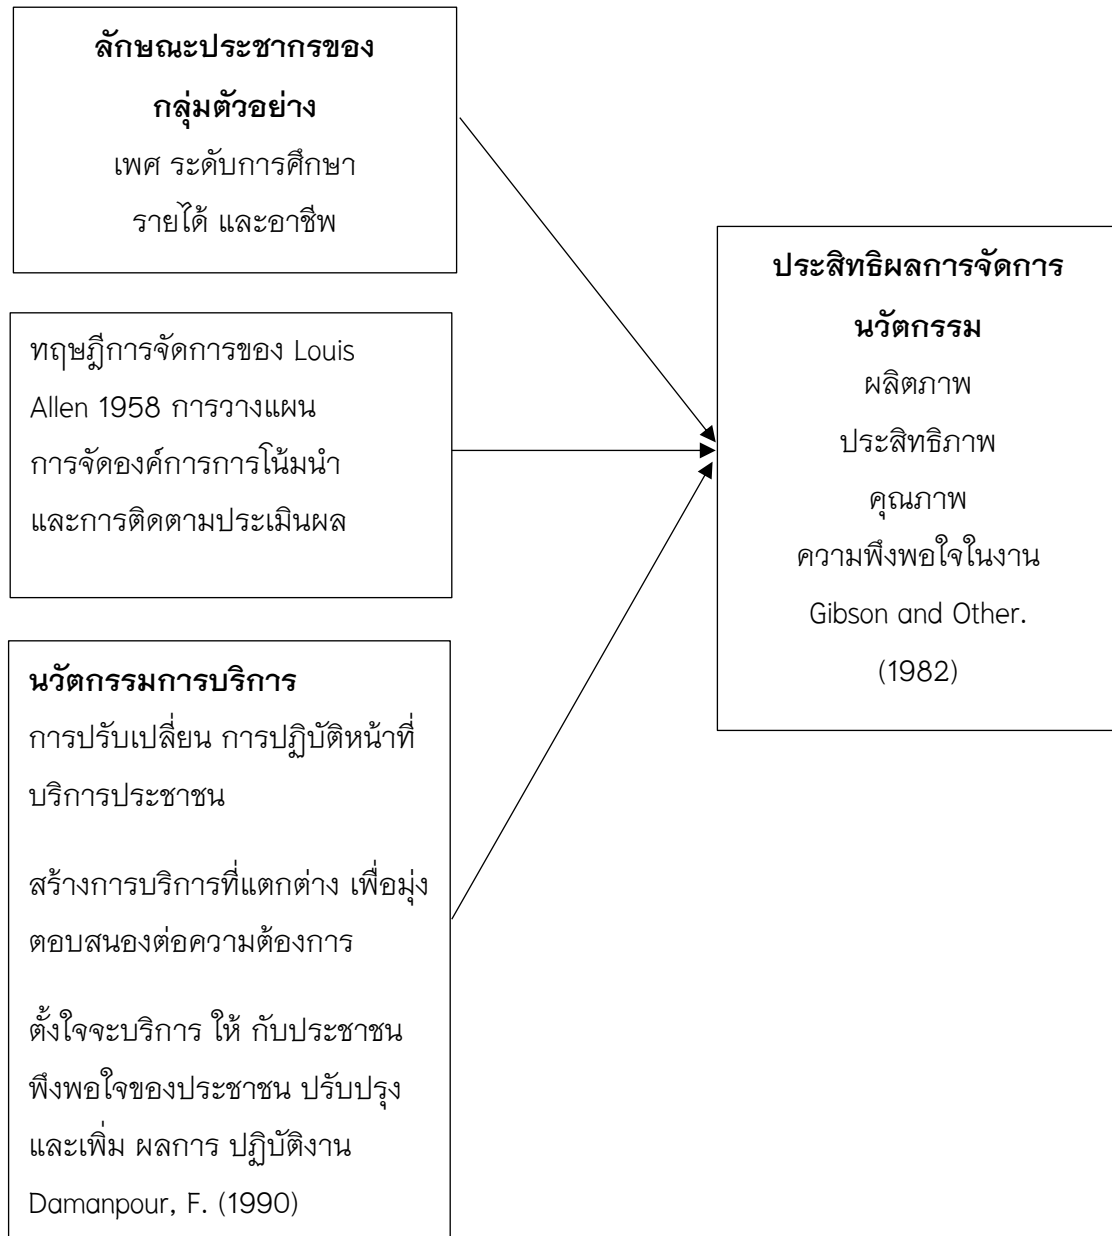 ลักษณะประชากรของ
กลุ่มตัวอย่าง
เพศ ระดับการศึกษา
รายได้ และอาชีพ
ทฤษฎีการจัดการของ Louis
Allen 1958 การวางแผน
การจัดองค์การการโน้มนำ
และการติดตามประเมินผล
นวัตกรรมการบริการ
การปรับเปลี่ยน การปฏิบัติหน้าที่
บริการประชาชน
สร้างการบริการที่แตกต่าง เพื่อมุ่ง
ตอบสนองต่อความต้องการ
ตั้งใจจะบริการ ให้ กับประชาชน
พึงพอใจของประชาชน ปรับปรุง
และเพิ่ม ผลการ ปฏิบัติงาน
Damanpour, F. (1990)
ประสิทธิผลการจัดการ
นวัตกรรม
ผลิตภาพ
ประสิทธิภาพ
คุณภาพ
ความพึงพอใจในงาน
Gibson and Other.
(1982)